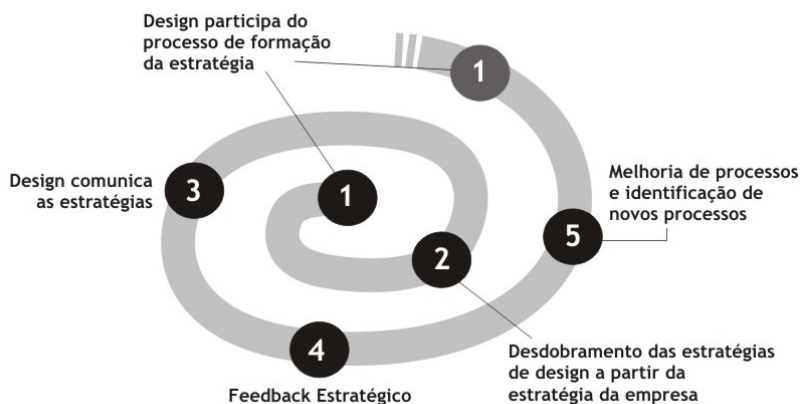 Design participa do
processo de formação
da estratégia
1
1
Design comunica
as estratégias
3
Melhoria de processos
e identificação de
novos processos
5
2
4
Desdobramento das estratégias
de design a partir da
estratégia da empresa
Feedback Estratégico